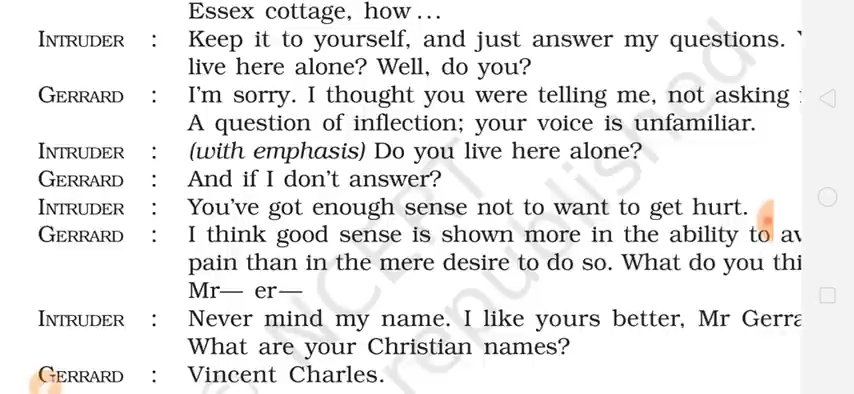 Essex cottage, how ...
INTRUDER : Keep it to yourself, and just answer my questions.
live here alone? Well, do you?
GERRARD : I'm sorry. I thought you were telling me, not asking
A question of inflection; your voice is unfamiliar.
INTRUDER : (with emphasis) Do you live here alone?
GERRARD : And if I don't answer?
INTRUDER : You've got enough sense not to want to get hurt.
GERRARD : I think good sense is shown more in the ability to
pain than in the mere desire to do so. What do you
Mr— er—
INTRUDER : Never mind my name. I like yours better, Mr
What are your Christian names?
GERRARD : Vincent Charles.
© NCERT
republished